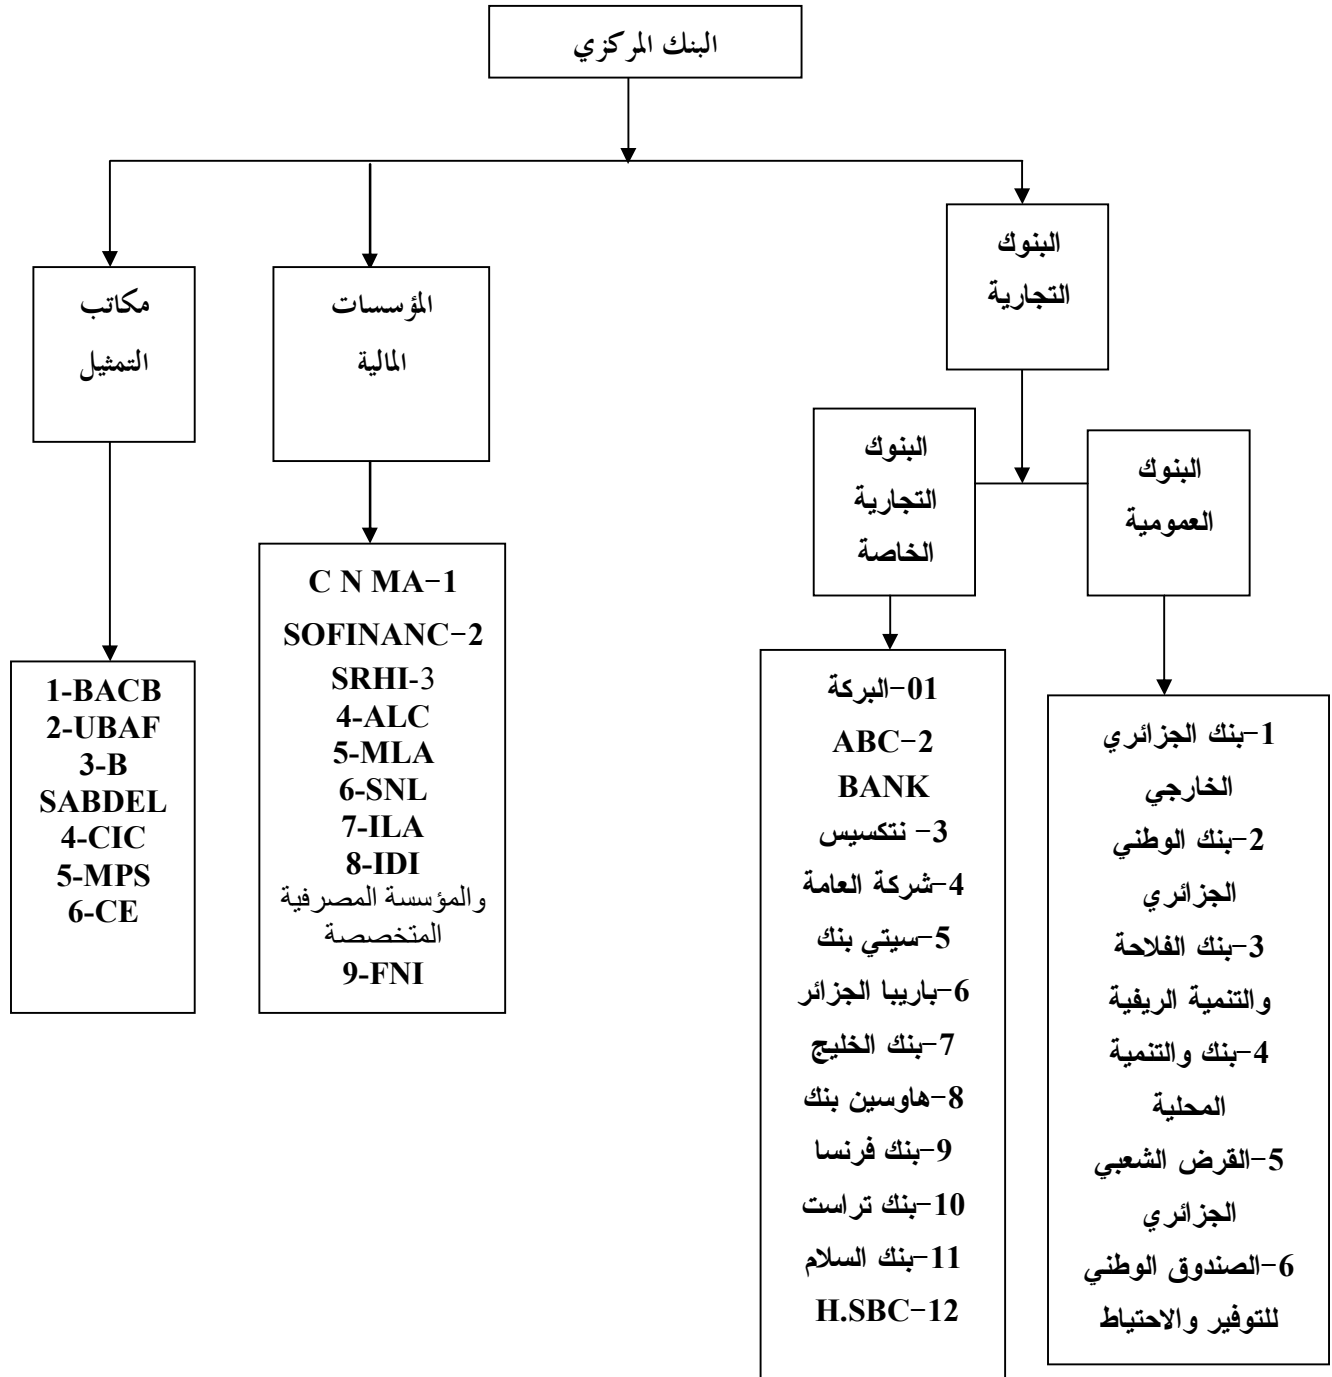 البنك المركزي
البنوك
التجارية
المؤسسات
المالية
مكاتب
التمثيل
البنوك
العمومية
البنوك
التجارية
الخاصة
1-بنك الجزائري
الخارجي
2-بنك الوطني
الجزائري
3-بنك الفلاحة
والتنمية الريفية
4-بنك والتنمية
المحلية
5-القرض الشعبي
الجزائري
6-الصندوق الوطني
للتوفير والاحتياط
01-البركة
ABC-2
BANK
3- نتكسيس
4-شركة العامة
5-سيتي بنك
6-باريبا الجزائر
7-بنك الخليج
8-هاوسين بنك
9-بنك فرنسا
10-بنك تراست
11-بنك السلام
H.SBC-12
C N MA-1
SOFINANC-2
SRHI-3
4-ALC
5-MLA
6-SNL
7-ILA
8-IDI
والمؤسسة المصرفية
المتخصصة
9-FNI
1-BACB
2-UBAF
3-B
SABDEL
4-CIC
5-MPS
6-CE